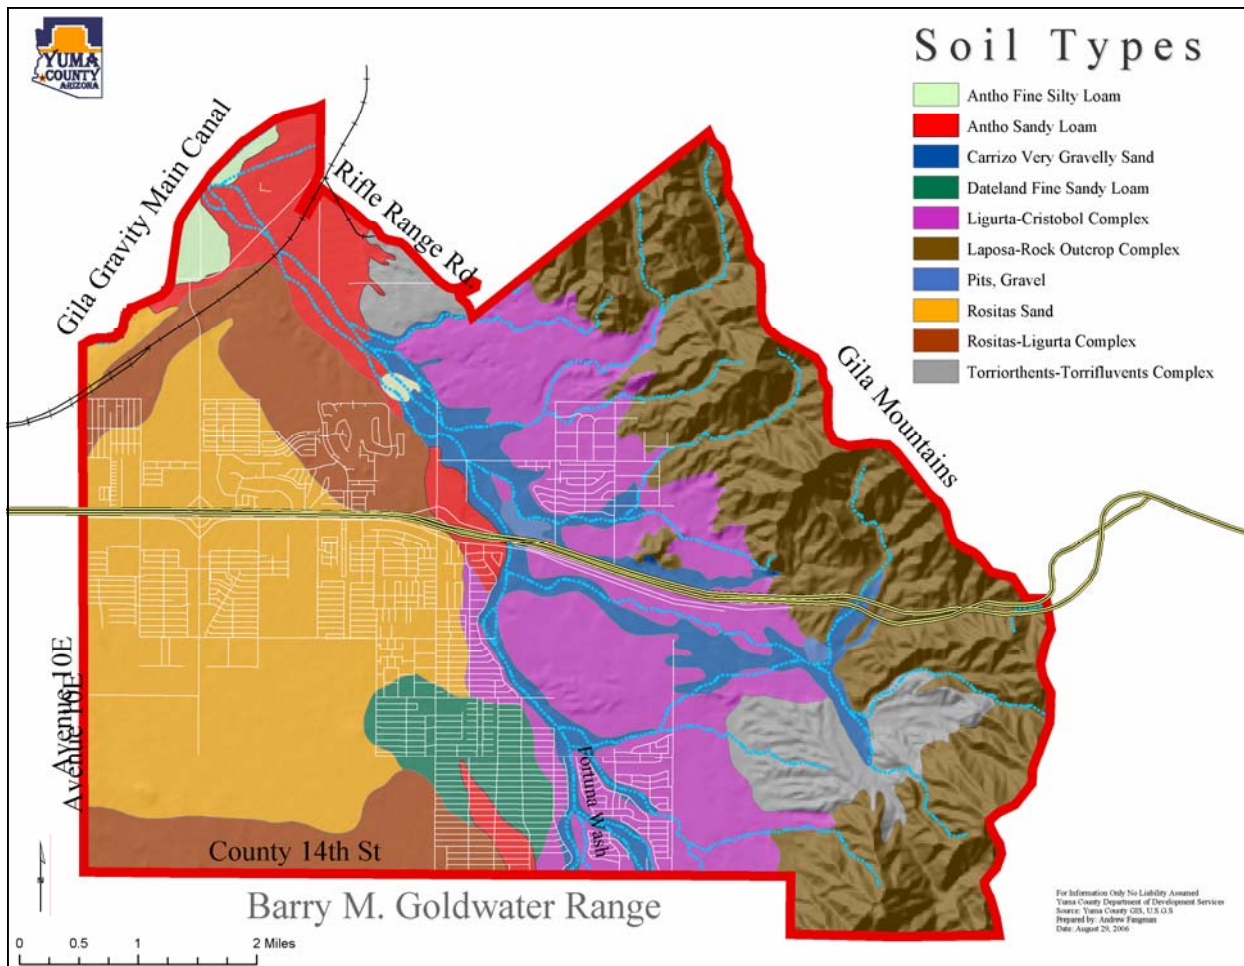 YUMA
COUNTY
ARIZONA
Soil Types
Antho Fine Silty Loam
Antho Sandy Loam
Carrizo Very Gravelly Sand
Dateland Fine Sandy Loam
Ligurta-Cristobol Complex
Laposa-Rock Outcrop Complex
Pits, Gravel
Rositas Sand
Rositas-Ligurta Complex
Torriorthents-Torrifluvents Complex
Gila Gravity Main Canal
Rifle Range Rd.
Gila Mountains
Avenue 10E
Avenue 10E
Fortuna Wash
County 14th St
Barry M. Goldwater Range
0 0.5 1 2 Miles
For Information Only No Liability Assumed
Yuma County Department of Development Services
Source: Yuma County GIS, U.S.G.S
Prepared by: Andrew Fangman
Date: August 29, 2006